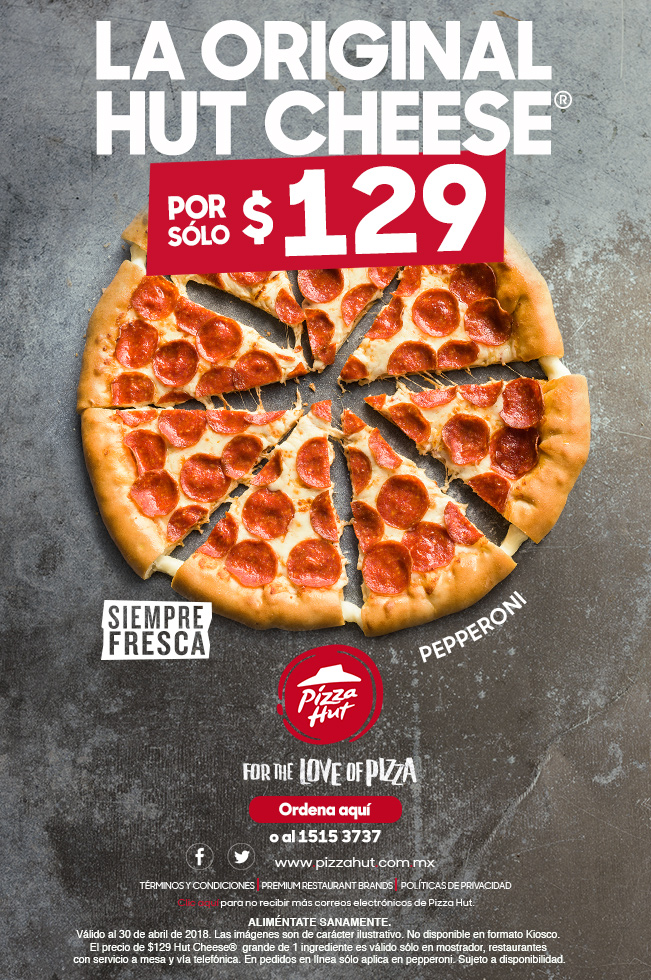 LA ORIGINAL
HUT CHEESE®
POR
SÓLO $129
SIEMPRE
FRESCA
PEPPERONI
Pizza
Hut
FOR THE LOVE OF PIZZA
Ordena aquí
o al 1515 3737
www.pizzahut.com.mx
TÉRMINOS Y CONDICIONES | PREMIUM RESTAURANT BRANDS | POLÍTICAS DE PRIVACIDAD
para no recibir más correos electrónicos de Pizza Hut.
ALIMÉNTATE SANAMENTE.
Válido al 30 de abril de 2018. Las imágenes son de carácter ilustrativo. No disponible en formato Kiosco.
El precio de $129 Hut Cheese® grande de 1 ingrediente es válido sólo en mostrador, restaurantes
con servicio a mesa y vía telefónica. En pedidos en línea sólo aplica en pepperoni. Sujeto a disponibilidad.